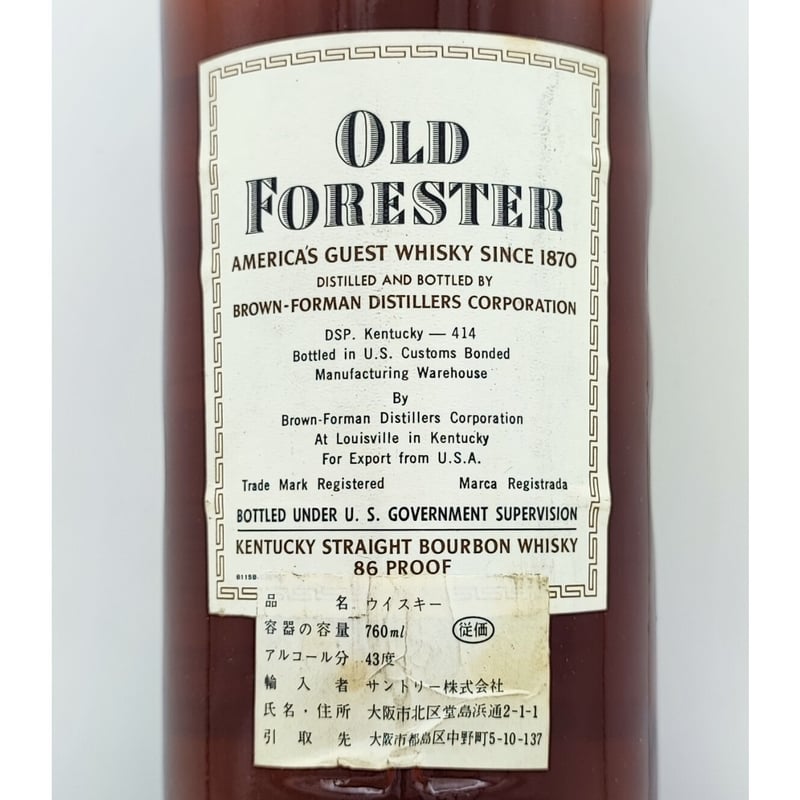 OLD
FORESTER
AMERICA'S GUEST WHISKY SINCE 1870
DISTILLED AND BOTTLED BY
BROWN-FORMAN DISTILLERS CORPORATION
DSP. Kentucky — 414
Bottled in U.S. Customs Bonded
Manufacturing Warehouse
By
Brown-Forman Distillers Corporation
At Louisville in Kentucky
For Export from U.S.A.
Trade Mark Registered Marca Registrada
BOTTLED UNDER U. S. GOVERNMENT SUPERVISION
KENTUCKY STRAIGHT BOURBON WHISKY
86 PROOF
品名 ウイスキー
容器の容量 760ml 従価
アルコール分 43度
輸入者 サントリー株式会社
氏名・住所 大阪市北区堂島浜通2-1-1
引取先 大阪市都島区中野町5-10-137